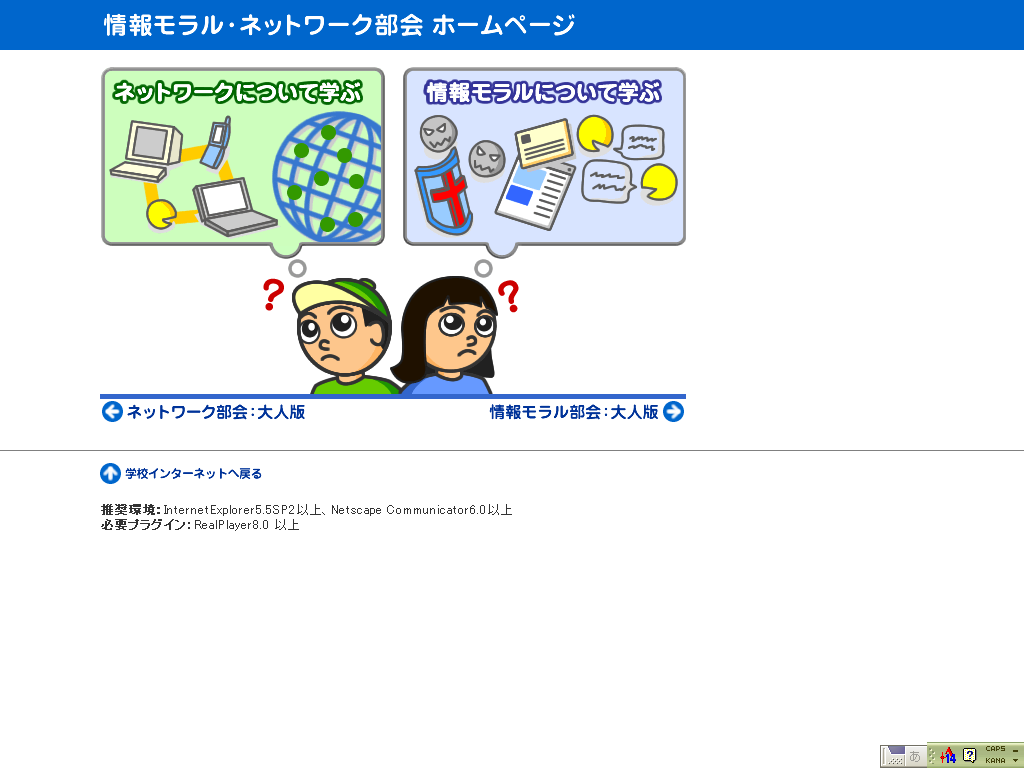 情報モラル・ネットワーク部会 ホームページ
ネットワークについて学ぶ
情報モラルについて学ぶ
?
?
ネットワーク部会：大人版
情報モラル部会：大人版
学校インターネットへ戻る
推奨環境：InternetExplorer5.5SP2以上、Netscape Communicator6.0以上
必要プラグイン：RealPlayer8.0 以上
あ
14
?
CAPS
KANA